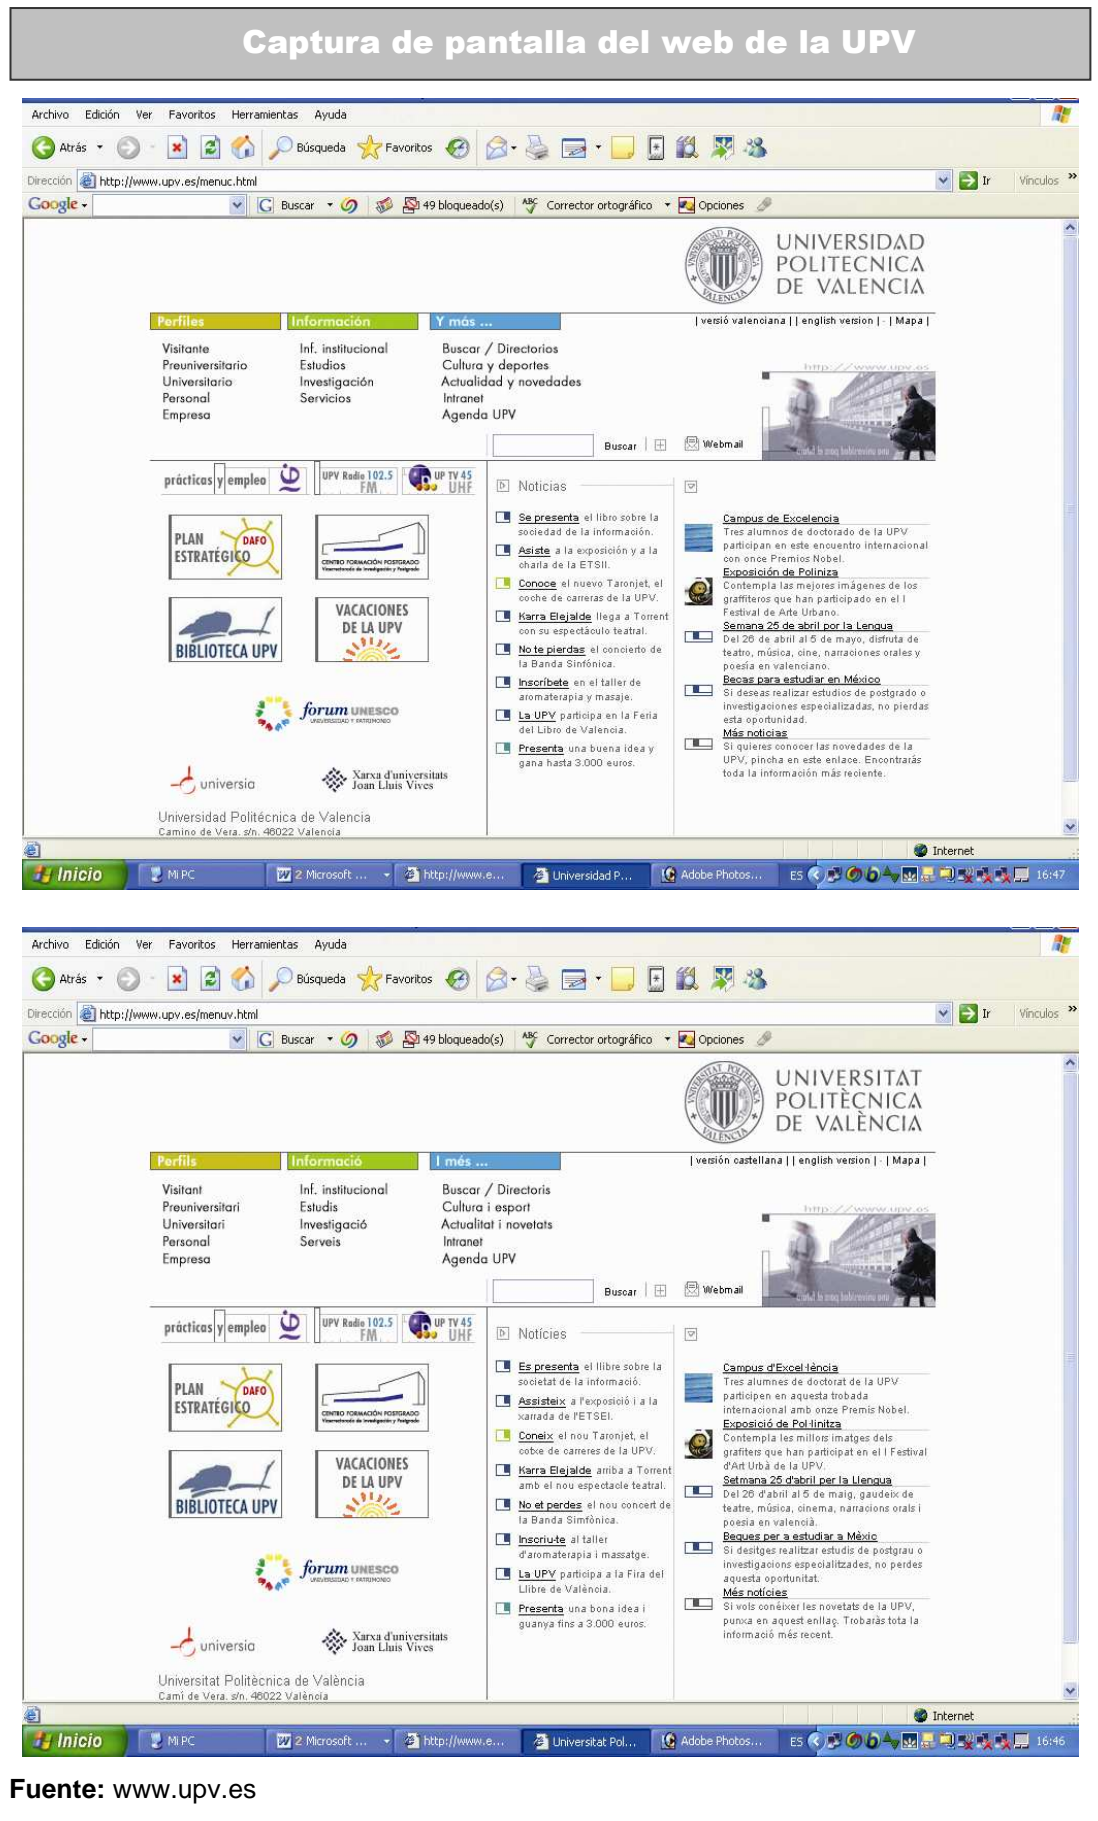 Captura de pantalla del web de la UPV
Archivo Edición Ver Favoritos Herramientas Ayuda
Atrás Búsqueda Favoritos
Dirección http://www.upv.es/menuc.html Ir Vínculos »
Google Buscar 49 bloqueado(s) ABC Corrector ortográfico Opciones
UNIVERSIDAD
POLITECNICA
DE VALENCIA
Perfiles Información Y más ... | versió valenciana | | english version | · | Mapa |
Visitante Inf. institucional Buscar / Directorios
Preuniversitario Estudios Cultura y deportes
http://www.upv.es
Universitario Investigación Actualidad y novedades
Personal Servicios Intranet
Empresa Agenda UPV
Buscar Webmail
prácticas y empleo UPV Radio 102.5 FM UP TV 45 UHF
Noticias
PLAN ESTRATÉGICO DAFO
CENTRO FORMACIÓN POSTGRADO
Vicerrectorado de Investigación y Postgrado
BIBLIOTECA UPV
VACACIONES DE LA UPV
forum UNESCO
UNIVERSIDAD Y PATRIMONIO
universia
Xarxa d'universitats
Joan Lluís Vives
Universidad Politécnica de Valencia
Camino de Vera. s/n. 46022 Valencia
Se presenta el libro sobre la
sociedad de la información.
Asiste a la exposición y a la
charla de la ETSII.
Conoce el nuevo Taronjet, el
coche de carreras de la UPV.
Karra Elejalde llega a Torrent
con su espectáculo teatral.
No te pierdas el concierto de
la Banda Sinfónica.
Inscríbete en el taller de
aromaterapia y masaje.
La UPV participa en la Feria
del Libro de Valencia.
Presenta una buena idea y
gana hasta 3.000 euros.
Campus de Excelencia
Tres alumnos de doctorado de la UPV
participan en este encuentro internacional
con once Premios Nobel.
Exposición de Poliniza
Contempla las mejores imágenes de los
graffiteros que han participado en el I
Festival de Arte Urbano.
Semana 25 de abril por la Lengua
Del 26 de abril al 5 de mayo, disfruta de
teatro, música, cine, narraciones orales y
poesía en valenciano.
Becas para estudiar en México
Si deseas realizar estudios de postgrado o
investigaciones especializadas, no pierdas
esta oportunidad.
Más noticias
Si quieres conocer las novedades de la
UPV, pincha en este enlace. Encontrarás
toda la información más reciente.
Internet
Inicio Mi PC 2 Microsoft ... http://www.e... Universidad P... Adobe Photos... ES 16:47
Archivo Edición Ver Favoritos Herramientas Ayuda
Atrás Búsqueda Favoritos
Dirección http://www.upv.es/menuv.html Ir Vínculos »
Google Buscar 49 bloqueado(s) ABC Corrector ortográfico Opciones
UNIVERSITAT
POLITÈCNICA
DE VALÈNCIA
Perfils Informació I més ... | versión castellana | | english version | · | Mapa |
Visitant Inf. institucional Buscar / Directoris
Preuniversitari Estudis Cultura i esport
http://www.upv.es
Universitari Investigació Actualitat i novetats
Personal Serveis Intranet
Empresa Agenda UPV
Buscar Webmail
prácticas y empleo UPV Radio 102.5 FM UP TV 45 UHF
Notícies
PLAN ESTRATÉGICO DAFO
CENTRO FORMACIÓN POSTGRADO
Vicerrectorado de Investigación y Postgrado
BIBLIOTECA UPV
VACACIONES DE LA UPV
forum UNESCO
UNIVERSIDAD Y PATRIMONIO
universia
Xarxa d'universitats
Joan Lluís Vives
Universitat Politècnica de València
Camí de Vera. s/n. 46022 València
Es presenta el llibre sobre la
societat de la informació.
Assisteix a l'exposició i a la
xarrada de l'ETSEI.
Coneix el nou Taronjet, el
cotxe de carreres de la UPV.
Karra Elejalde arriba a Torrent
amb el nou espectacle teatral.
No et perdes el nou concert de
la Banda Simfònica.
Inscriu-te al taller
d'aromaterapia i massatge.
La UPV participa a la Fira del
Llibre de València.
Presenta una bona idea i
guanya fins a 3.000 euros.
Campus d'Excel·lència
Tres alumnes de doctorat de la UPV
participen en aquesta trobada
internacional amb onze Premis Nobel.
Exposició de Pol·linitza
Contempla les millors imatges dels
grafiters que han participat en el I Festival
d'Art Urbà de la UPV.
Setmana 25 d'abril per la Llengua
Del 26 d'abril al 5 de maig, gaudeix de
teatre, música, cinema, narracions orals i
poesia en valencià.
Beques per a estudiar a Mèxic
Si desitges realitzar estudis de postgrau o
investigacions especialitzades, no perdes
aquesta oportunitat.
Més notícies
Si vols conéixer les novetats de la UPV,
punxa en aquest enllaç. Trobaràs tota la
informació més recent.
Internet
Inicio Mi PC 2 Microsoft ... http://www.e... Universitat Pol... Adobe Photos... ES 16:46
Fuente: www.upv.es